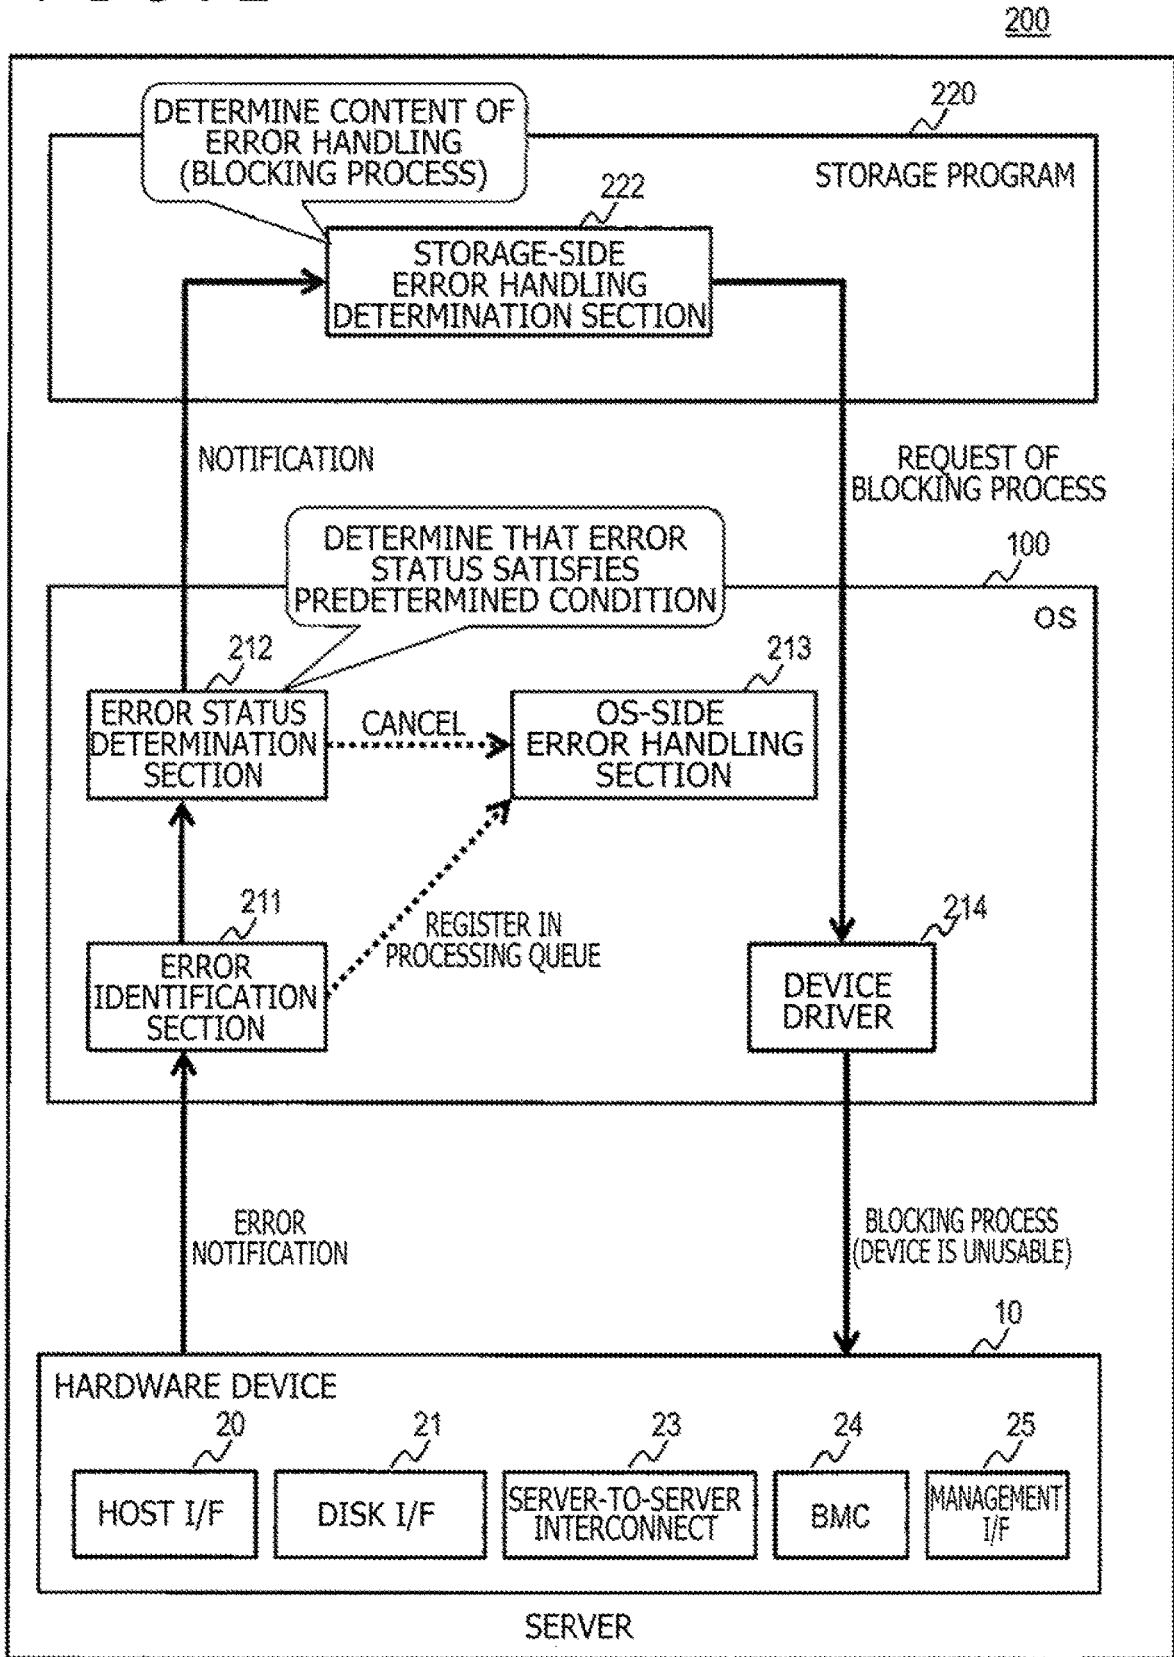 200
DETERMINE CONTENT OF
ERROR HANDLING
(BLOCKING PROCESS)
220
STORAGE PROGRAM
222
STORAGE-SIDE
ERROR HANDLING
DETERMINATION SECTION
NOTIFICATION
REQUEST OF
BLOCKING PROCESS
DETERMINE THAT ERROR
STATUS SATISFIES
PREDETERMINED CONDITION
100
OS
212
ERROR STATUS
DETERMINATION
SECTION
CANCEL
213
OS-SIDE
ERROR HANDLING
SECTION
211
ERROR
IDENTIFICATION
SECTION
REGISTER IN
PROCESSING QUEUE
214
DEVICE
DRIVER
ERROR
NOTIFICATION
BLOCKING PROCESS
(DEVICE IS UNUSABLE)
10
HARDWARE DEVICE
20
HOST I/F
21
DISK I/F
23
SERVER-TO-SERVER
INTERCONNECT
24
BMC
25
MANAGEMENT
I/F
SERVER